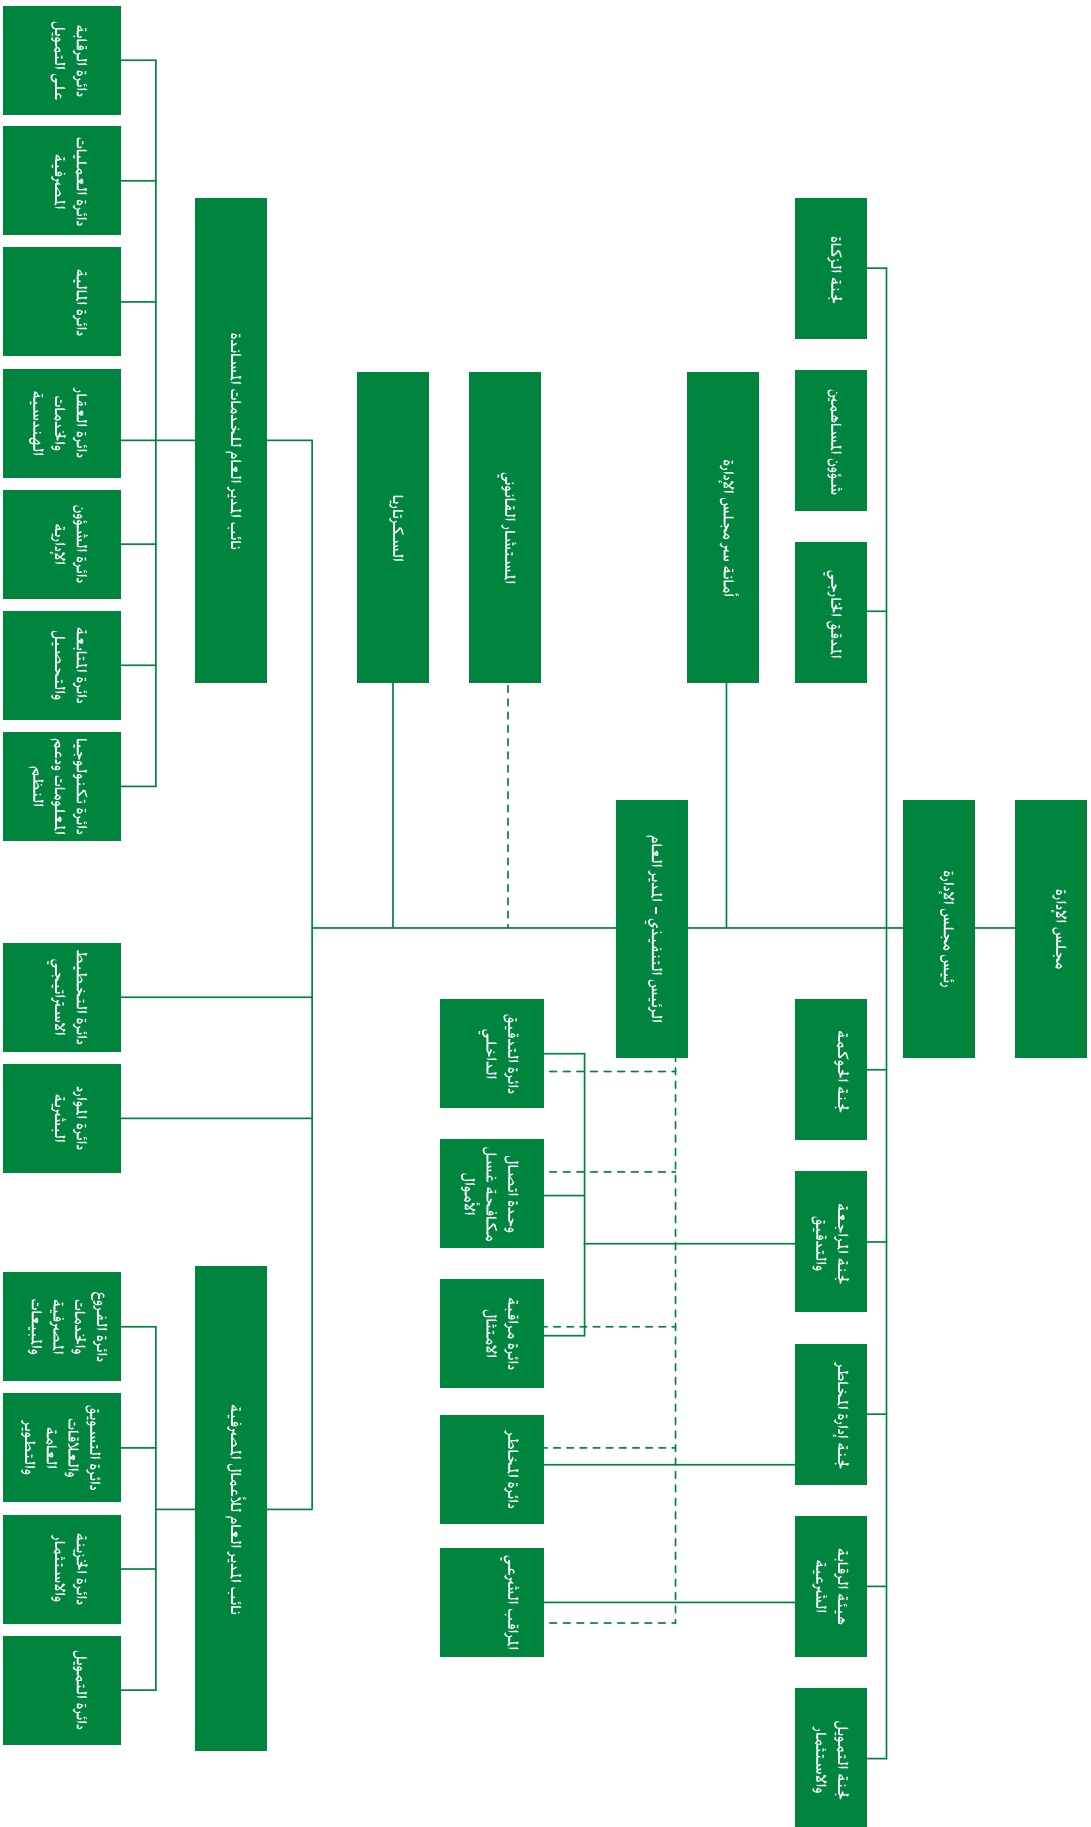 مجلس الإدارة
رئيس مجلس الإدارة
لجنة التمويل
والاستثمار
هيئة الرقابة
الشرعية
لجنة إدارة المخاطر
لجنة المراجعة
والتدقيق
لجنة الحوكمة
المدقق الخارجي
شؤون المساهمين
لجنة الزكاة
أمانة سر مجلس الإدارة
الرئيس التنفيذي – المدير العام
المراقب الشرعي
دائرة المخاطر
دائرة مراقبة
الامتثال
وحدة اتصال
مكافحة غسل
الأموال
دائرة التدقيق
الداخلي
المستشار القانوني
السكرتاريا
نائب المدير العام للأعمال المصرفية
نائب المدير العام للخدمات المساندة
دائرة التمويل
دائرة الخزينة
والاستثمار
دائرة التسويق
والعلاقات
العامة
والتطوير
دائرة الفروع
والخدمات
المصرفية
والمبيعات
دائرة الموارد
البشرية
دائرة التخطيط
الاستراتيجي
دائرة تكنولوجيا
المعلومات ودعم
النظم
دائرة المتابعة
والتحصيل
دائرة الشؤون
الإدارية
دائرة العقار
والخدمات
الهندسية
دائرة المالية
دائرة العمليات
المصرفية
دائرة الرقابة
على التمويل